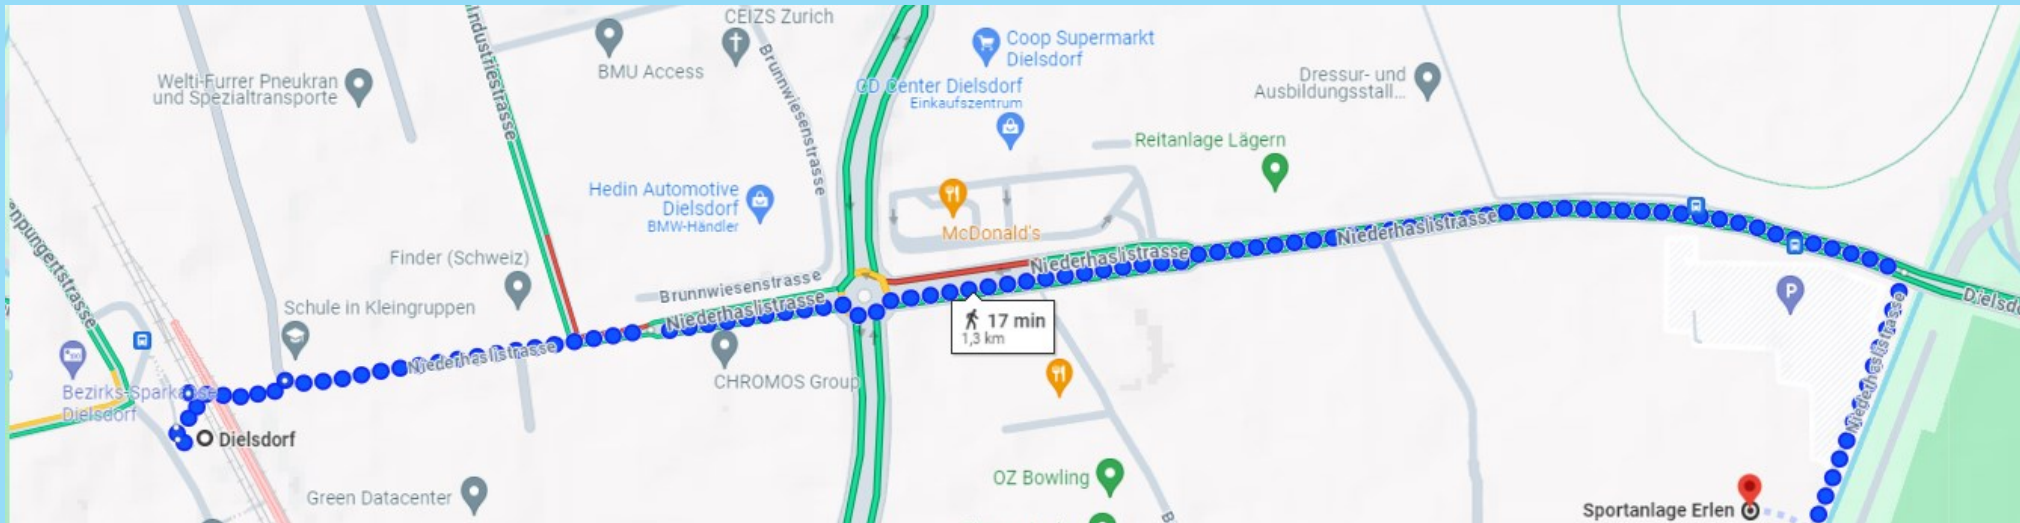 CEIZS Zurich
Industriestrasse
BMU Access
Brunnwiesenstrasse
Coop Supermarkt
Dielsdorf
Welti-Furrer Pneukran
und Spezialtransporte
CD Center Dielsdorf
Einkaufszentrum
Dressur- und
Ausbildungsstall...
Reitanlage Lägern
Hedin Automotive
Dielsdorf
BMW-Händler
McDonald's
Niederhaslistrasse
Niederhaslistrasse
Finder (Schweiz)
Brunnwiesenstrasse
Niederhaslistrasse
Schule in Kleingruppen
17 min
1,3 km
P
Niederhaslistrasse
Niederhaslistrasse
CHROMOS Group
Bezirks-Sparkasse
Dielsdorf
Dielsdorf
OZ Bowling
Green Datacenter
Sportanlage Erlen